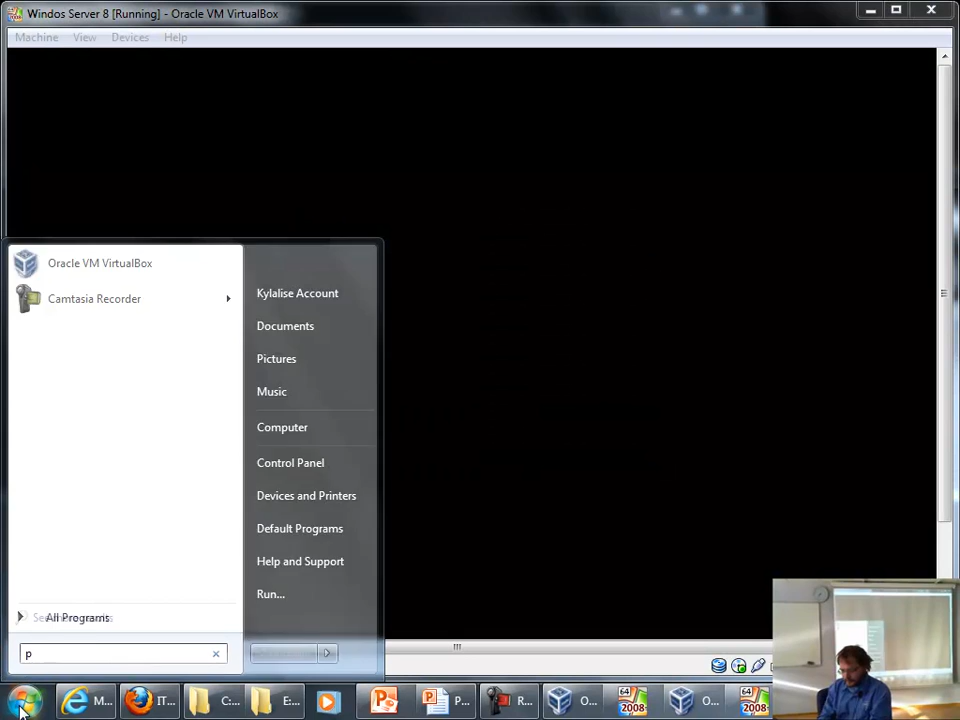 Windos Server 8 [Running] - Oracle VM VirtualBox
Machine View Devices Help
Oracle VM VirtualBox
Camtasia Recorder
Kylalise Account
Documents
Pictures
Music
Computer
Control Panel
Devices and Printers
Default Programs
Help and Support
Run...
All Programs
p
M... IT... C... E... P... R... O... 64 2008 O... 64 2008